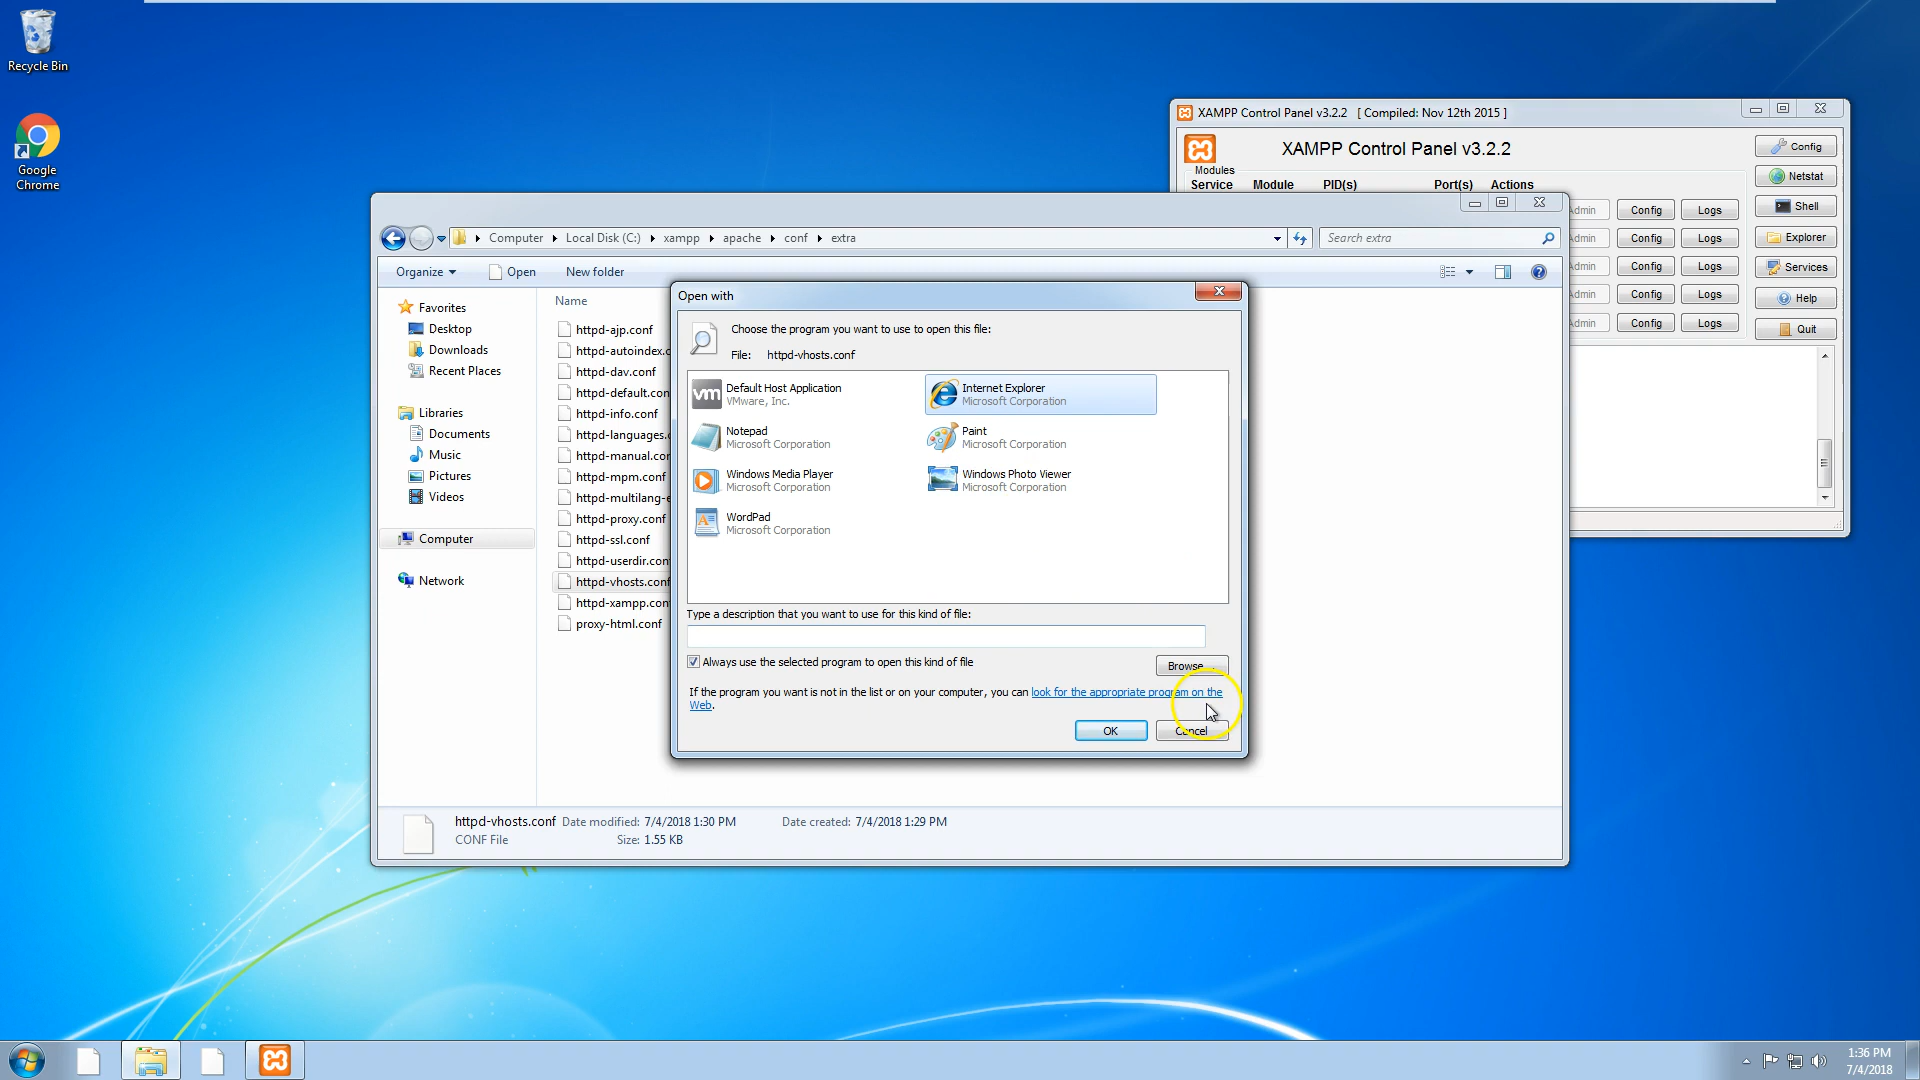 Recycle Bin
Google
Chrome
XAMPP Control Panel v3.2.2 [ Compiled: Nov 12th 2015 ]
XAMPP Control Panel v3.2.2
Modules
Service Module PID(s) Port(s) Actions
Config
Netstat
Shell
Explorer
Services
Help
Quit
Admin Config Logs
Admin Config Logs
Admin Config Logs
Admin Config Logs
Admin Config Logs
Computer Local Disk (C:) xampp apache conf extra
Search extra
Organize Open New folder
Favorites
Desktop
Downloads
Recent Places
Libraries
Documents
Music
Pictures
Videos
Computer
Network
Name
httpd-ajp.conf
httpd-autoindex.c
httpd-dav.conf
httpd-default.con
httpd-info.conf
httpd-languages.c
httpd-manual.con
httpd-mpm.conf
httpd-multilang-e
httpd-proxy.conf
httpd-ssl.conf
httpd-userdir.con
httpd-vhosts.conf
httpd-xampp.con
proxy-html.conf
Open with
Choose the program you want to use to open this file:
File: httpd-vhosts.conf
vm
Default Host Application
VMware, Inc.
Internet Explorer
Microsoft Corporation
Notepad
Microsoft Corporation
Paint
Microsoft Corporation
Windows Media Player
Microsoft Corporation
Windows Photo Viewer
Microsoft Corporation
WordPad
Microsoft Corporation
Type a description that you want to use for this kind of file:
Always use the selected program to open this kind of file
Browse...
If the program you want is not in the list or on your computer, you can look for the appropriate program on the
Web.
OK Cancel
httpd-vhosts.conf Date modified: 7/4/2018 1:30 PM Date created: 7/4/2018 1:29 PM
CONF File Size: 1.55 KB
1:36 PM
7/4/2018